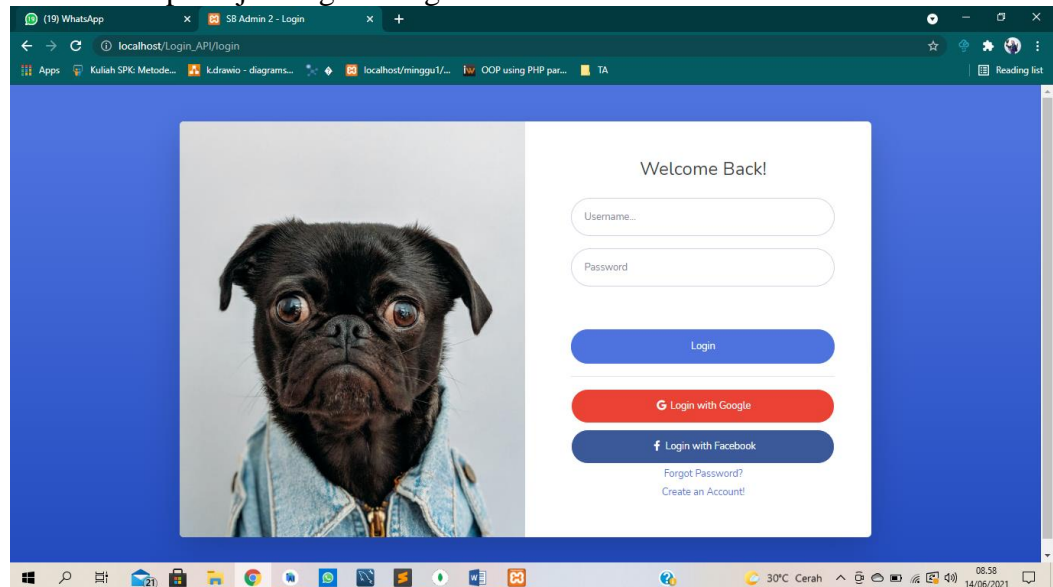 (19) WhatsApp
SB Admin 2 - Login
localhost/Login_API/login
Apps
Kuliah SPK: Metode...
k.drawio - diagrams...
localhost/minggu1/...
OOP using PHP par...
TA
Reading list
Welcome Back!
Username...
Password
Login
G Login with Google
f Login with Facebook
Forgot Password?
Create an Account!
21
30°C Cerah
08.58
14/06/2021